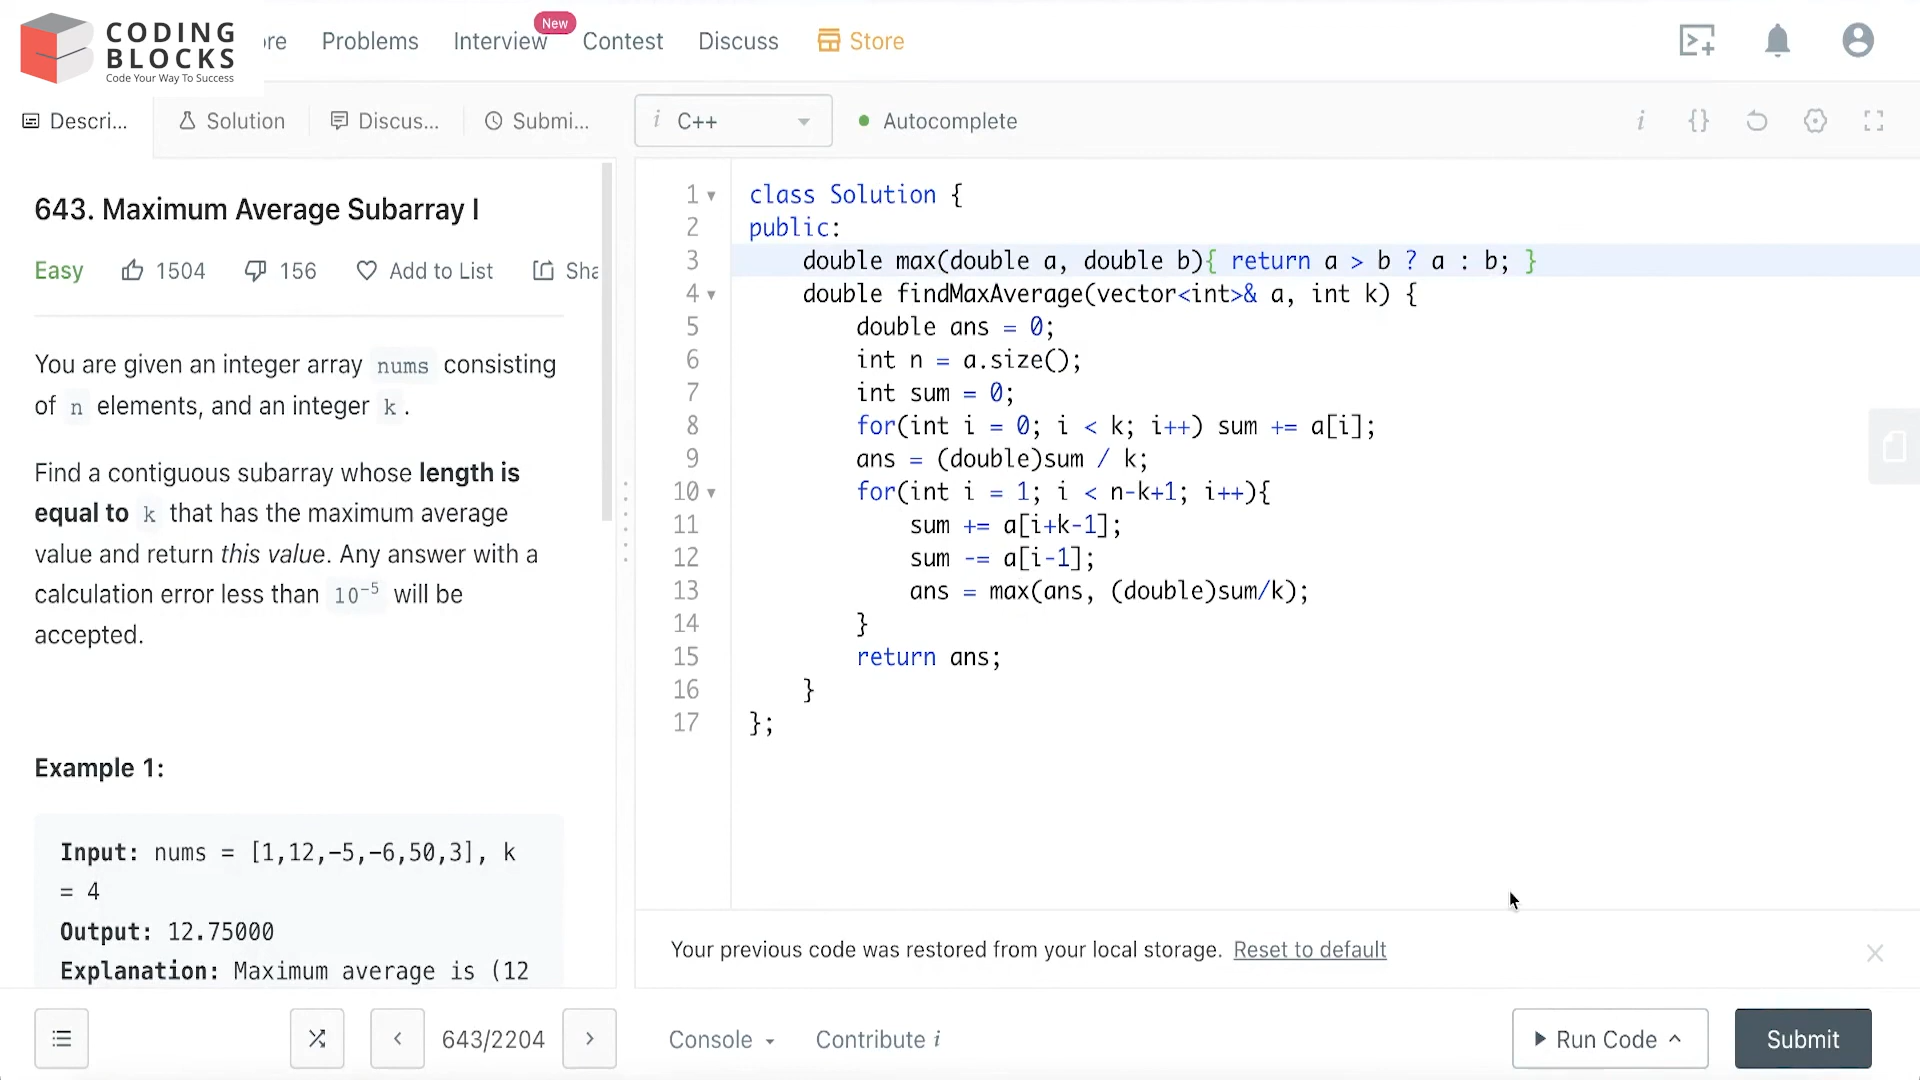 CODING
BLOCKS
Code Your Way To Success
re Problems Interview New Contest Discuss Store
Descri... Solution Discus... Submi... i C++ Autocomplete i {}
643. Maximum Average Subarray I
Easy 1504 156 Add to List Sha
You are given an integer array nums consisting
of n elements, and an integer k.
Find a contiguous subarray whose length is
equal to k that has the maximum average
value and return this value. Any answer with a
calculation error less than 10⁻⁵ will be
accepted.
Example 1:
Input: nums = [1,12,−5,−6,50,3], k
= 4
Output: 12.75000
Explanation: Maximum average is (12
1 class Solution {
2 public:
3 double max(double a, double b){ return a > b ? a : b; }
4 double findMaxAverage(vector<int>& a, int k) {
5 double ans = 0;
6 int n = a.size();
7 int sum = 0;
8 for(int i = 0; i < k; i++) sum += a[i];
9 ans = (double)sum / k;
10 for(int i = 1; i < n-k+1; i++){
11 sum += a[i+k-1];
12 sum -= a[i-1];
13 ans = max(ans, (double)sum/k);
14 }
15 return ans;
16 }
17 };
Your previous code was restored from your local storage. Reset to default
643/2204 Console Contribute i Run Code Submit